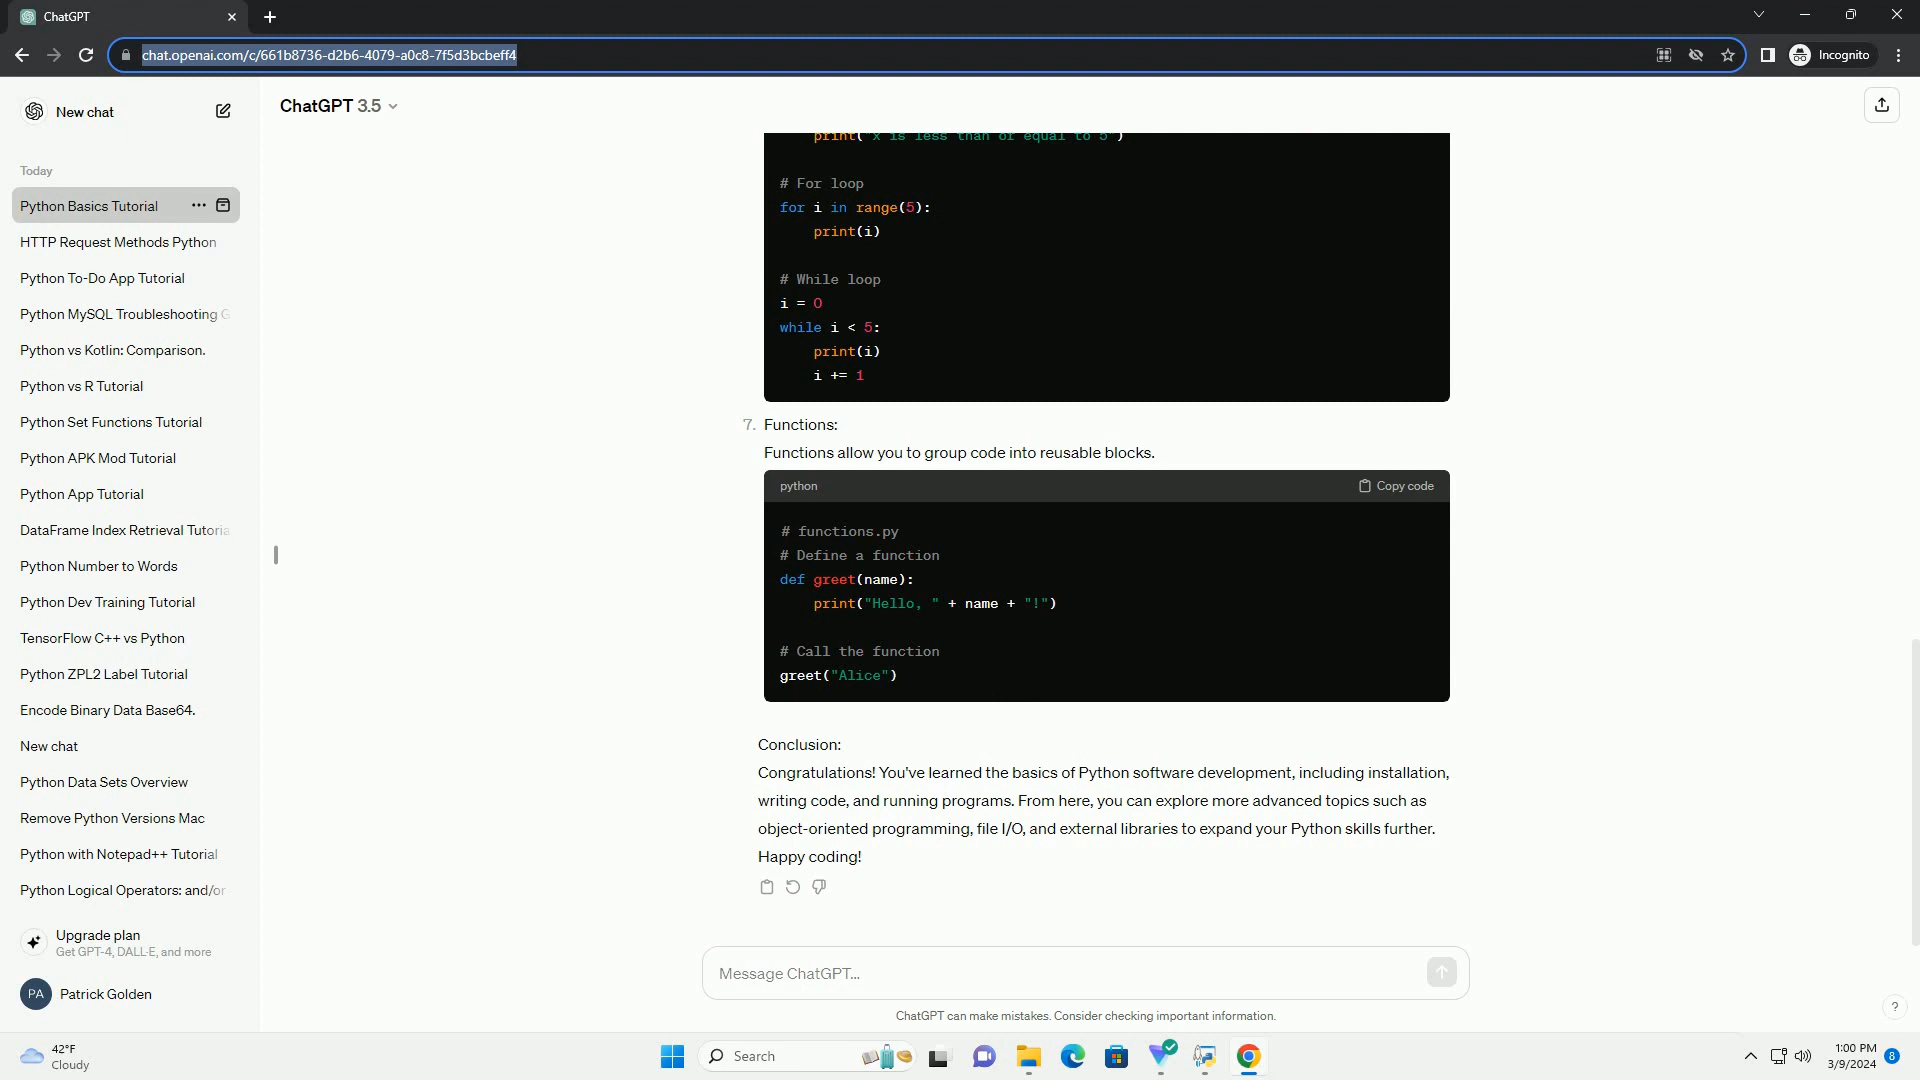 ChatGPT
chat.openai.com/c/661b8736-d2b6-4079-a0c8-7f5d3bcbeff4
Incognito
New chat
ChatGPT 3.5
Today
Python Basics Tutorial
HTTP Request Methods Python
Python To-Do App Tutorial
Python MySQL Troubleshooting G
Python vs Kotlin: Comparison.
Python vs R Tutorial
Python Set Functions Tutorial
Python APK Mod Tutorial
Python App Tutorial
DataFrame Index Retrieval Tutoria
Python Number to Words
Python Dev Training Tutorial
TensorFlow C++ vs Python
Python ZPL2 Label Tutorial
Encode Binary Data Base64.
New chat
Python Data Sets Overview
Remove Python Versions Mac
Python with Notepad++ Tutorial
Python Logical Operators: and/or
Upgrade plan
Get GPT-4, DALL·E, and more
PA Patrick Golden
print("x is less than or equal to 5")
# For loop
for i in range(5):
print(i)
# While loop
i = 0
while i < 5:
print(i)
i += 1
7. Functions:
Functions allow you to group code into reusable blocks.
python
Copy code
# functions.py
# Define a function
def greet(name):
print("Hello, " + name + "!")
# Call the function
greet("Alice")
Conclusion:
Congratulations! You've learned the basics of Python software development, including installation,
writing code, and running programs. From here, you can explore more advanced topics such as
object-oriented programming, file I/O, and external libraries to expand your Python skills further.
Happy coding!
Message ChatGPT...
ChatGPT can make mistakes. Consider checking important information.
?
42°F
Cloudy
Search
1:00 PM
3/9/2024
8